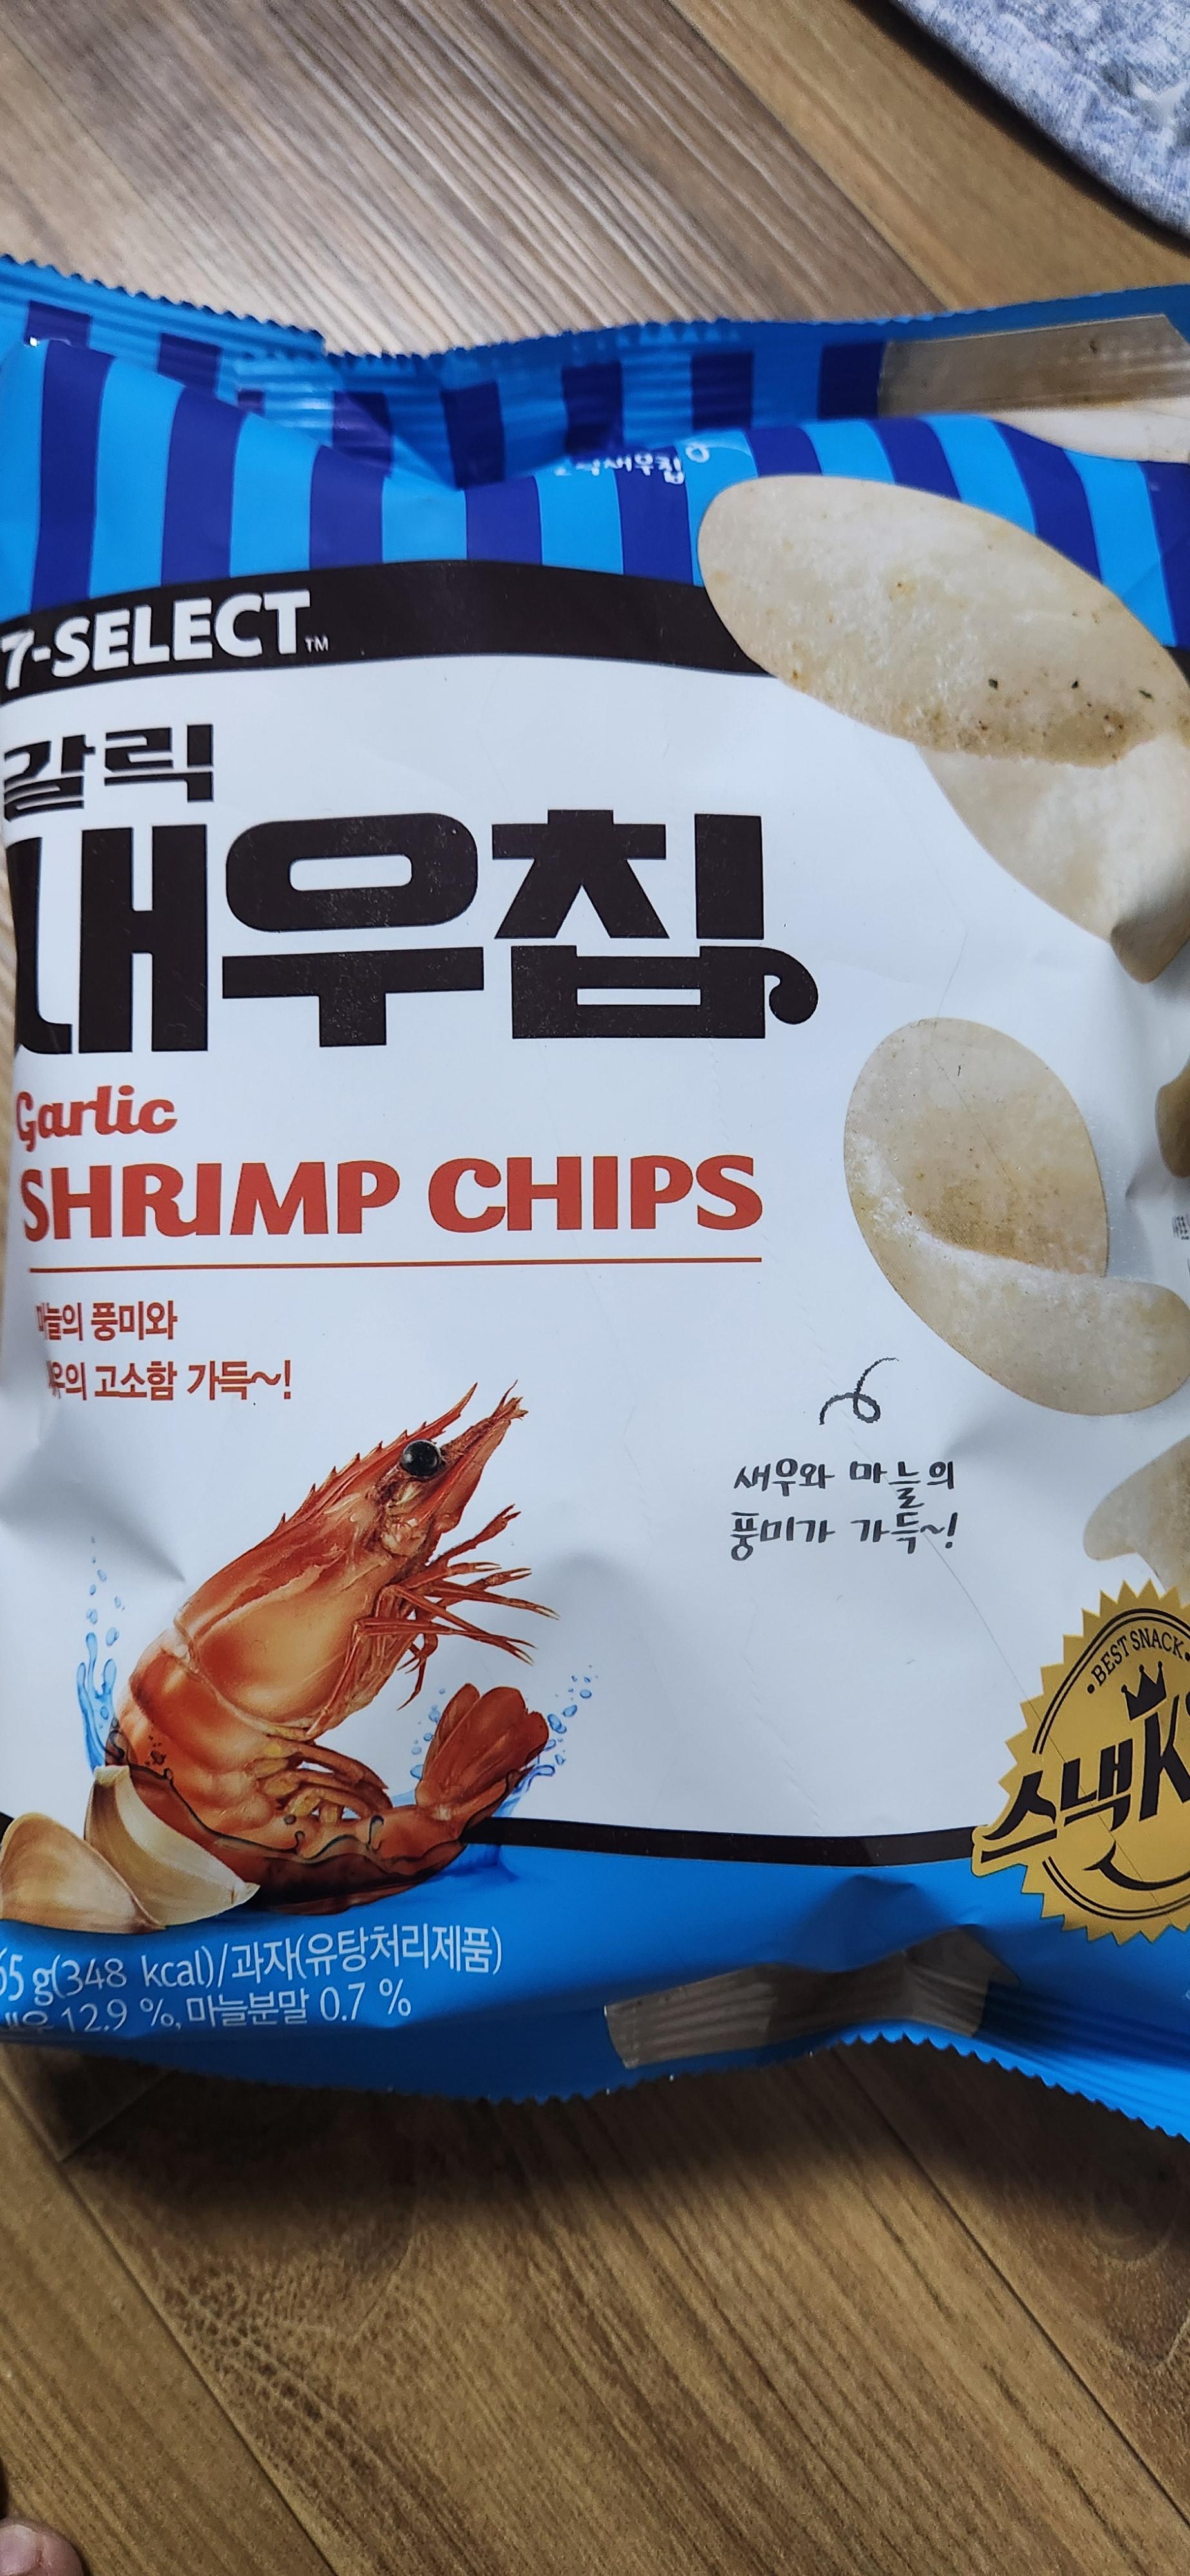 7-SELECT™
갈릭
새우칩
Garlic
SHRIMP CHIPS
마늘의 풍미와
새우의 고소함 가득~!
새우와 마늘의
풍미가 가득~!
•BEST SNACK•
스낵
g(348 kcal)/과자(유탕처리제품)
새우 12.9 %, 마늘분말 0.7 %